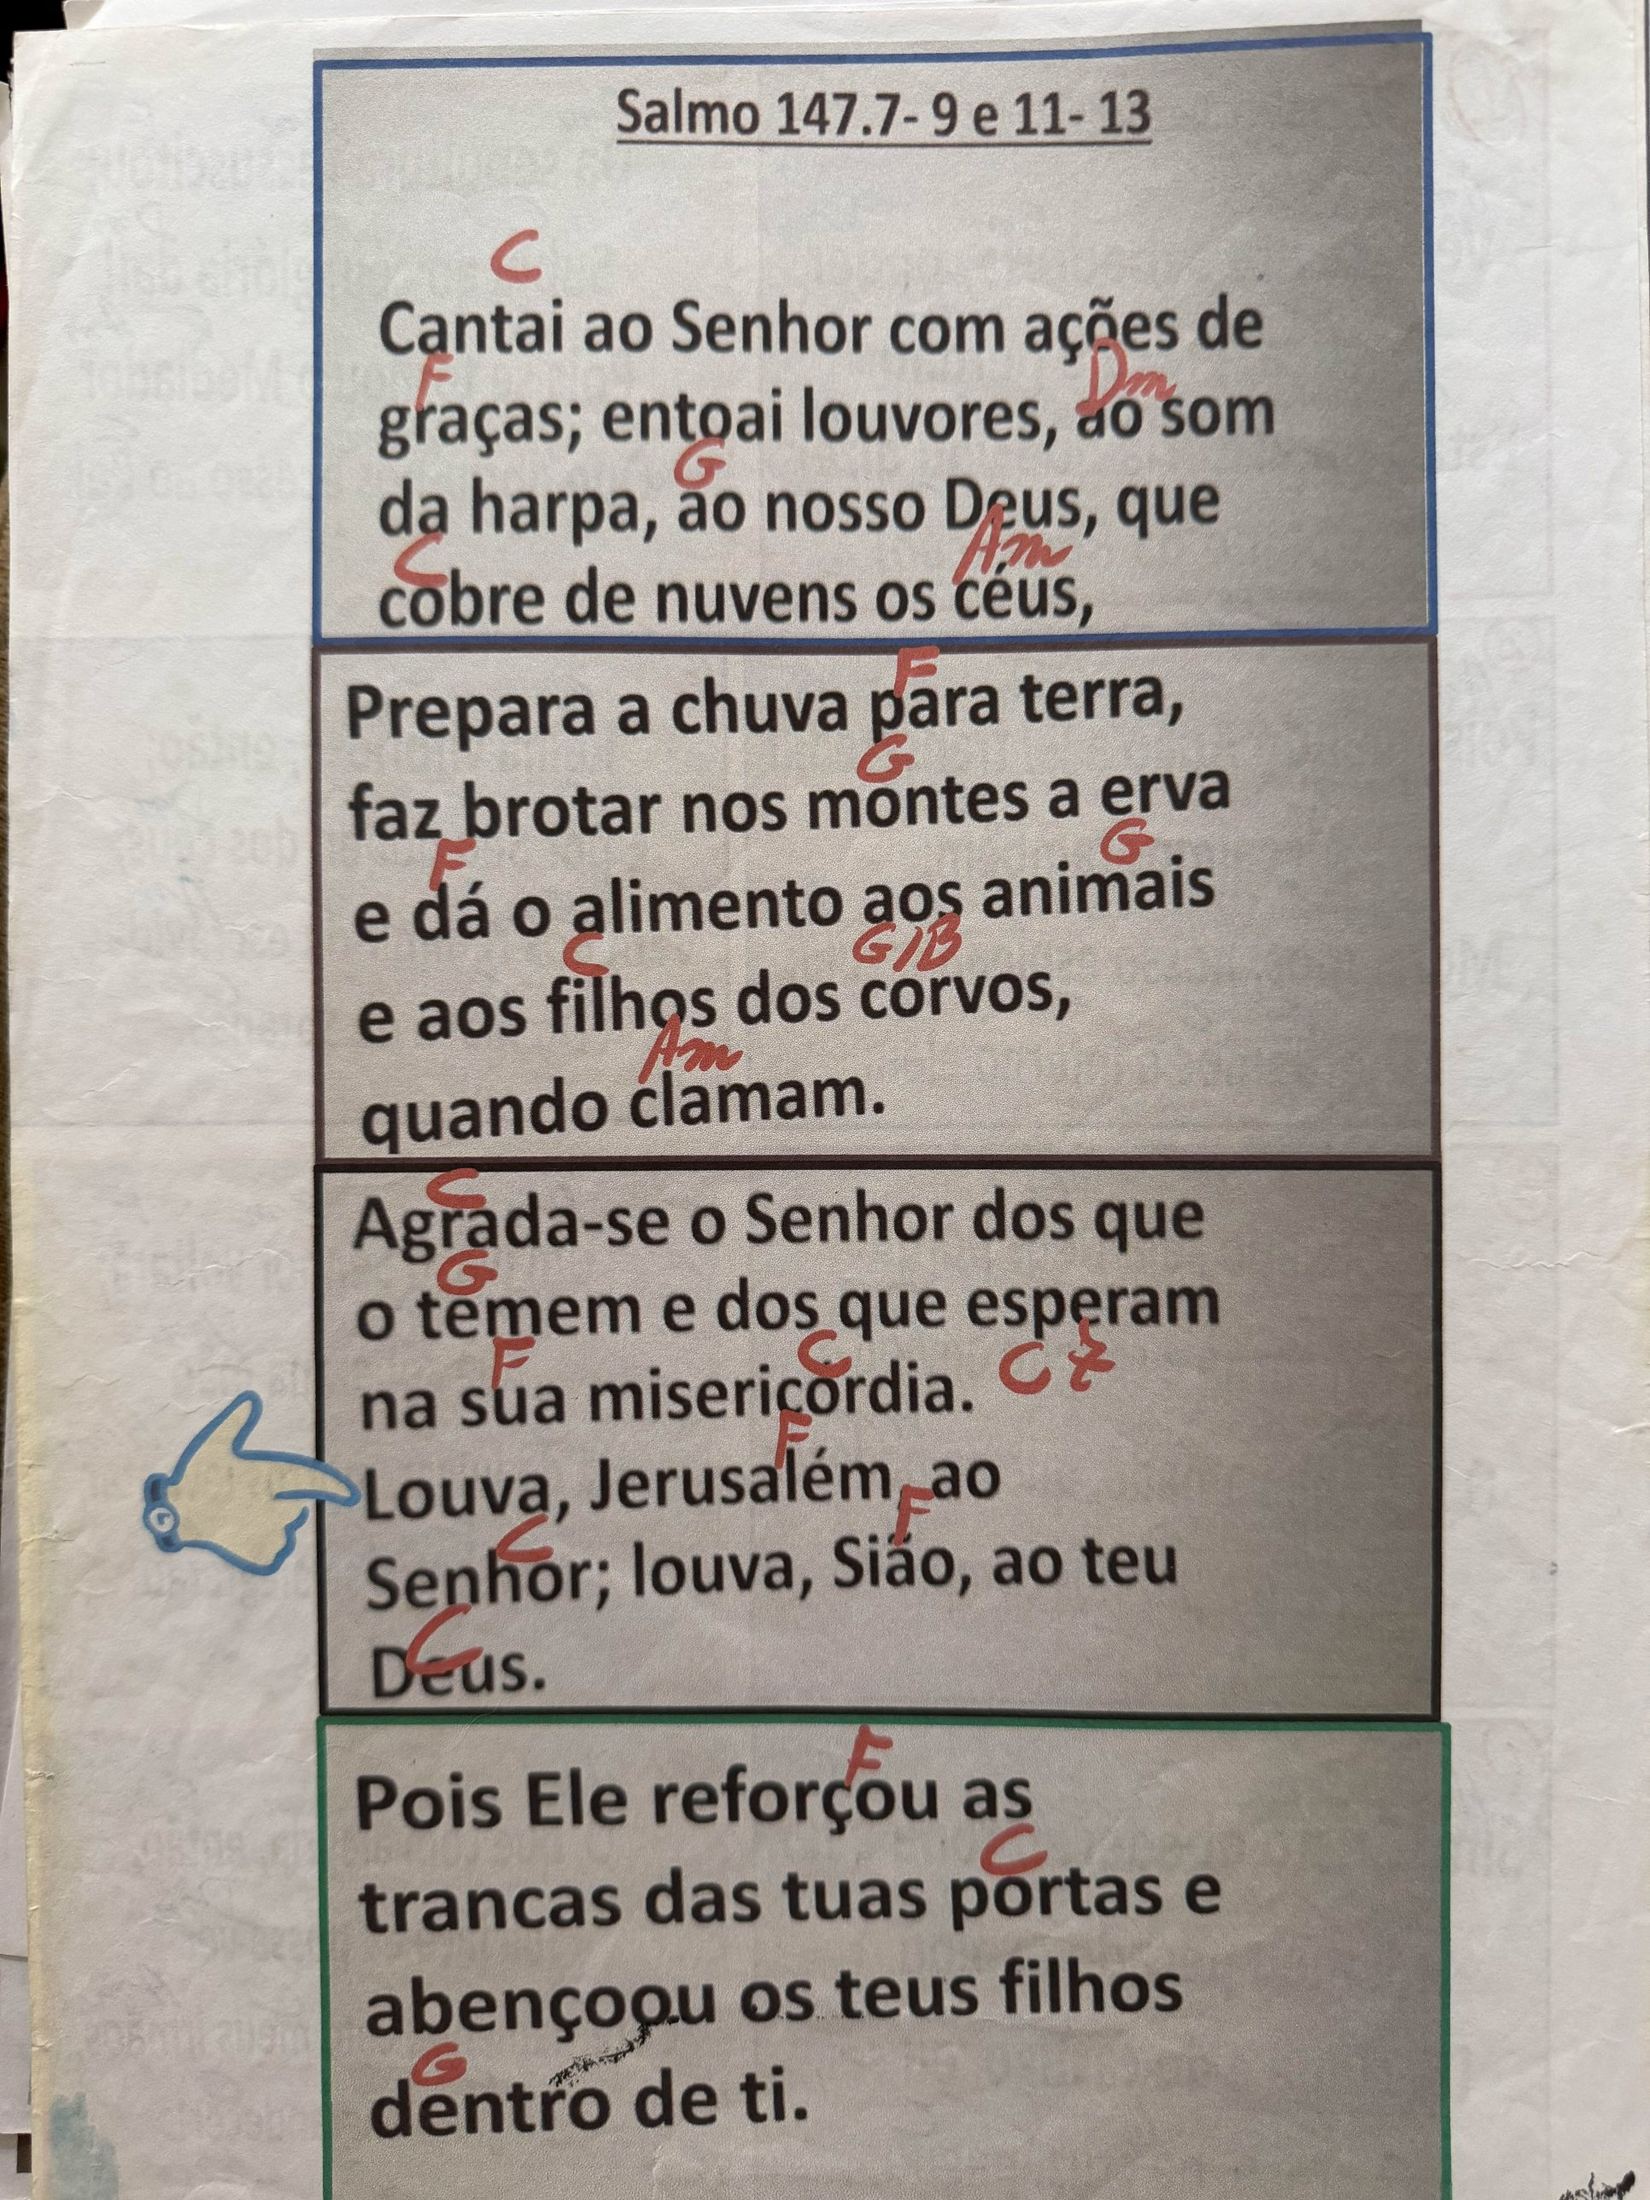 Salmo 147.7- 9 e 11- 13
C
Cantai ao Senhor com ações de
F Dm
graças; entoai louvores, ao som
G
da harpa, ao nosso Deus, que
C Am
cobre de nuvens os céus,
F
Prepara a chuva para terra,
G
faz brotar nos montes a erva
F G
e dá o alimento aos animais
C G/B
e aos filhos dos corvos,
Am
quando clamam.
C
Agrada-se o Senhor dos que
G
o temem e dos que esperam
F C C7
na sua misericórdia.
F
Louva, Jerusalém, ao
C F
Senhor; louva, Sião, ao teu
C
Deus.
F
Pois Ele reforçou as
C
trancas das tuas portas e
abençoou os teus filhos
G
dentro de ti.